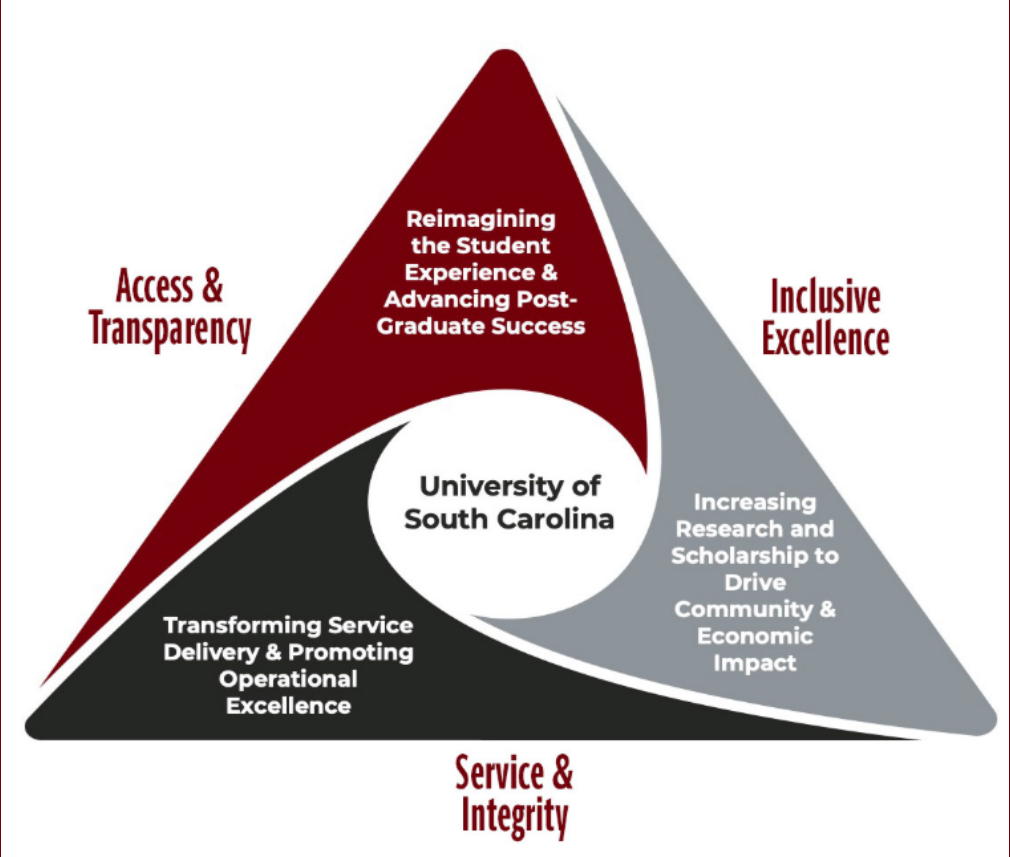 Reimagining
the Student
Experience &
Advancing Post-
Graduate Success
Access &
Transparency
Inclusive
Excellence
University of
South Carolina
Increasing
Research and
Scholarship to
Drive
Community &
Economic
Impact
Transforming Service
Delivery & Promoting
Operational
Excellence
Service &
Integrity